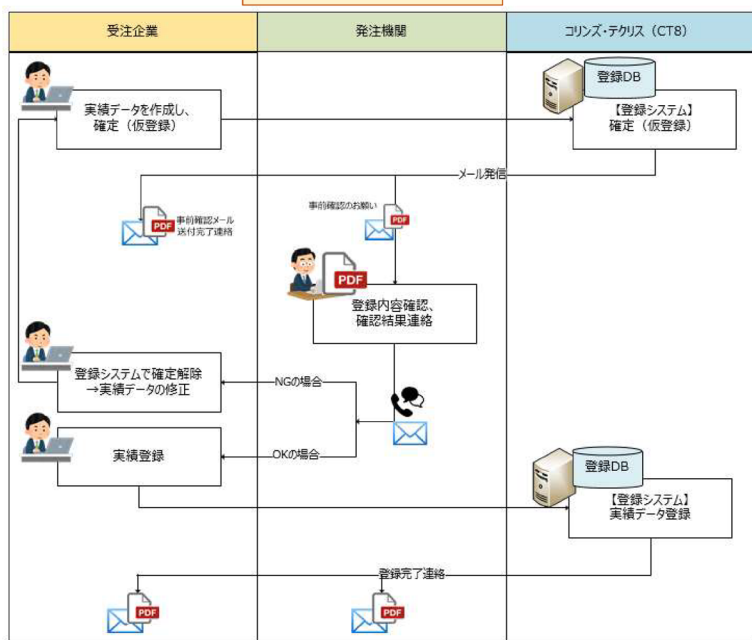 受注企業
発注機関
コリンズ・テクリス（CT8）
登録DB
実績データを作成し、
確定（仮登録）
【登録システム】
確定（仮登録）
メール発信
事前確認のお願い
PDF
PDF
事前確認メール
送付完了連絡
PDF
登録内容確認、
確認結果連絡
登録システムで確定解除
→実績データの修正
NGの場合
実績登録
OKの場合
登録DB
【登録システム】
実績データ登録
登録完了連絡
PDF
PDF